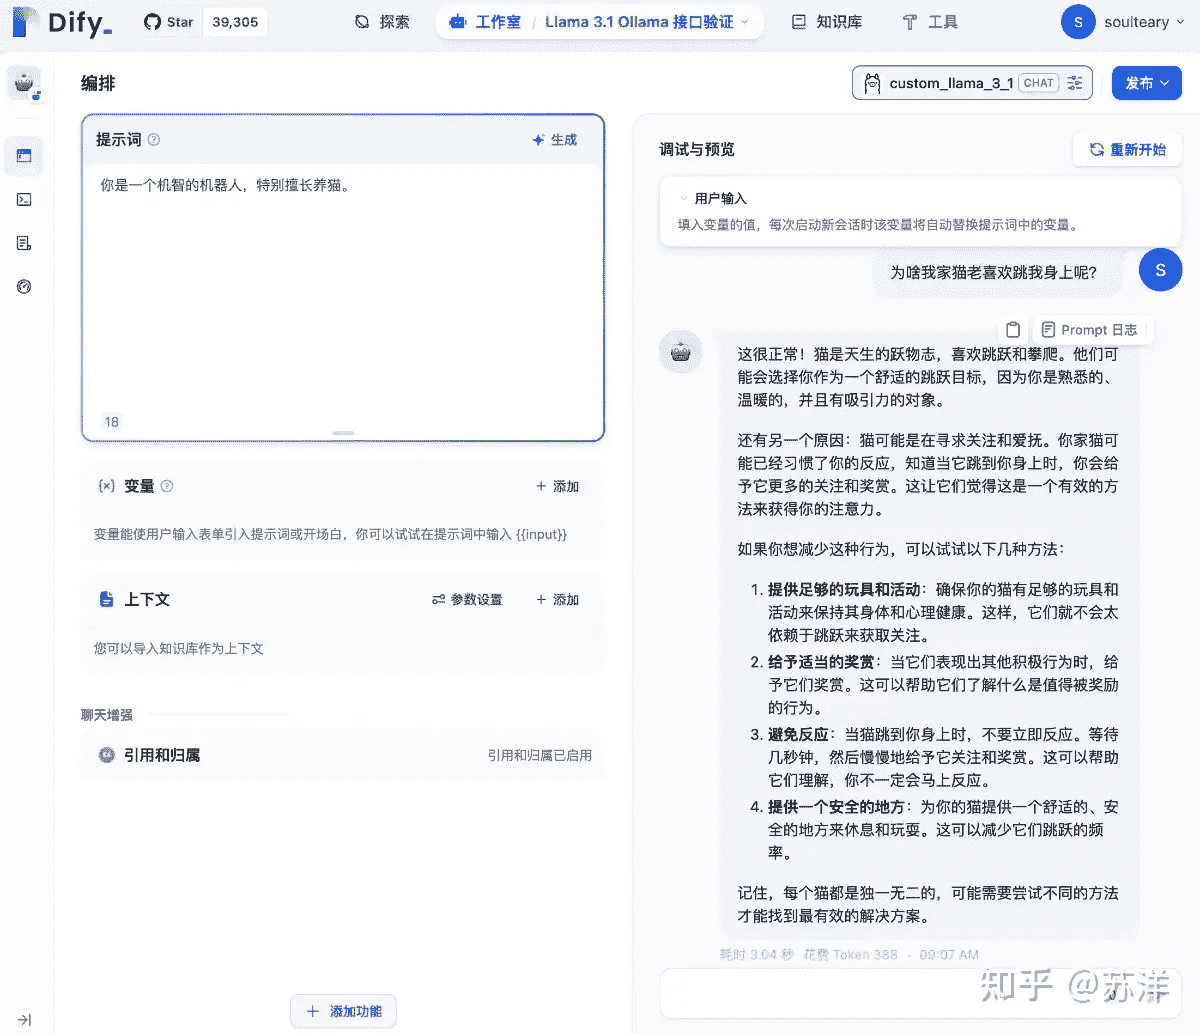 Dify
Star 39,305
探索
工作室 / Llama 3.1 Ollama 接口验证
知识库
工具
S soulteary
编排
custom_llama_3_1 CHAT
发布
提示词
生成
你是一个机智的机器人，特别擅长养猫。
18
{x} 变量
+ 添加
变量能使用户输入表单引入提示词或开场白，你可以试试在提示词中输入 {{input}}
上下文
参数设置
+ 添加
您可以导入知识库作为上下文
聊天增强
引用和归属
引用和归属已启用
+ 添加功能
调试与预览
重新开始
用户输入
填入变量的值，每次启动新会话时该变量将自动替换提示词中的变量。
为啥我家猫老喜欢跳我身上呢?
S
Prompt 日志
这很正常！猫是天生的跃物志，喜欢跳跃和攀爬。他们可
能会选择你作为一个舒适的跳跃目标，因为你是熟悉的、
温暖的，并且有吸引力的对象。
还有另一个原因：猫可能是在寻求关注和爱抚。你家猫可
能已经习惯了你的反应，知道当它跳到你身上时，你会给
予它更多的关注和奖赏。这让它们觉得这是一个有效的方
法来获得你的注意力。
如果你想减少这种行为，可以试试以下几种方法：
1. 提供足够的玩具和活动：确保你的猫有足够的玩具和
活动来保持其身体和心理健康。这样，它们就不会太
依赖于跳跃来获取关注。
2. 给予适当的奖赏：当它们表现出其他积极行为时，给
予它们奖赏。这可以帮助它们了解什么是值得被奖励
的行为。
3. 避免反应：当猫跳到你身上时，不要立即反应。等待
几秒钟，然后慢慢地给予它关注和奖赏。这可以帮助
它们理解，你不一定会马上反应。
4. 提供一个安全的地方：为你的猫提供一个舒适的、安
全的地方来休息和玩耍。这可以减少它们跳跃的频
率。
记住，每个猫都是独一无二的，可能需要尝试不同的方法
才能找到最有效的解决方案。
耗时 3.04 秒 花费 Token 388 · 09:07 AM
知乎 @苏洋